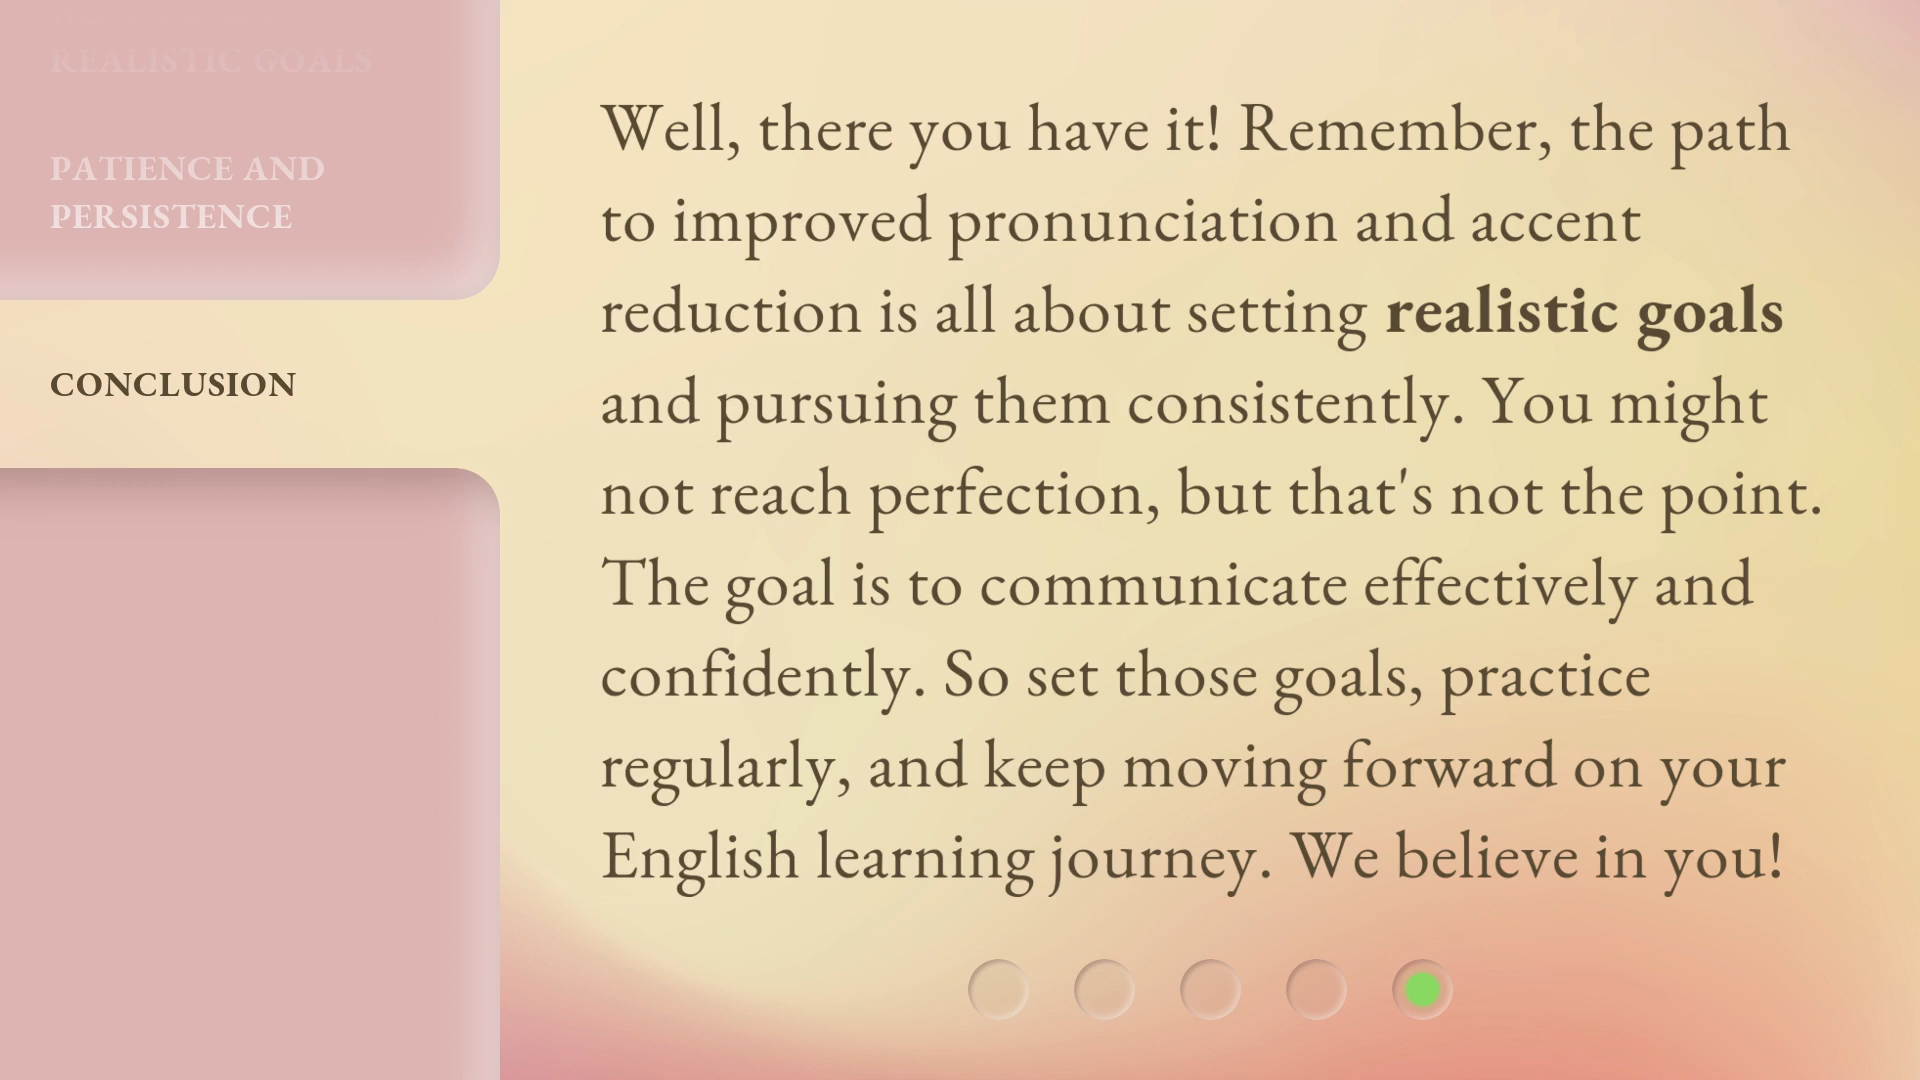 REALISTIC GOALS
PATIENCE AND
PERSISTENCE
CONCLUSION
Well, there you have it! Remember, the path
to improved pronunciation and accent
reduction is all about setting realistic goals
and pursuing them consistently. You might
not reach perfection, but that's not the point.
The goal is to communicate effectively and
confidently. So set those goals, practice
regularly, and keep moving forward on your
English learning journey. We believe in you!